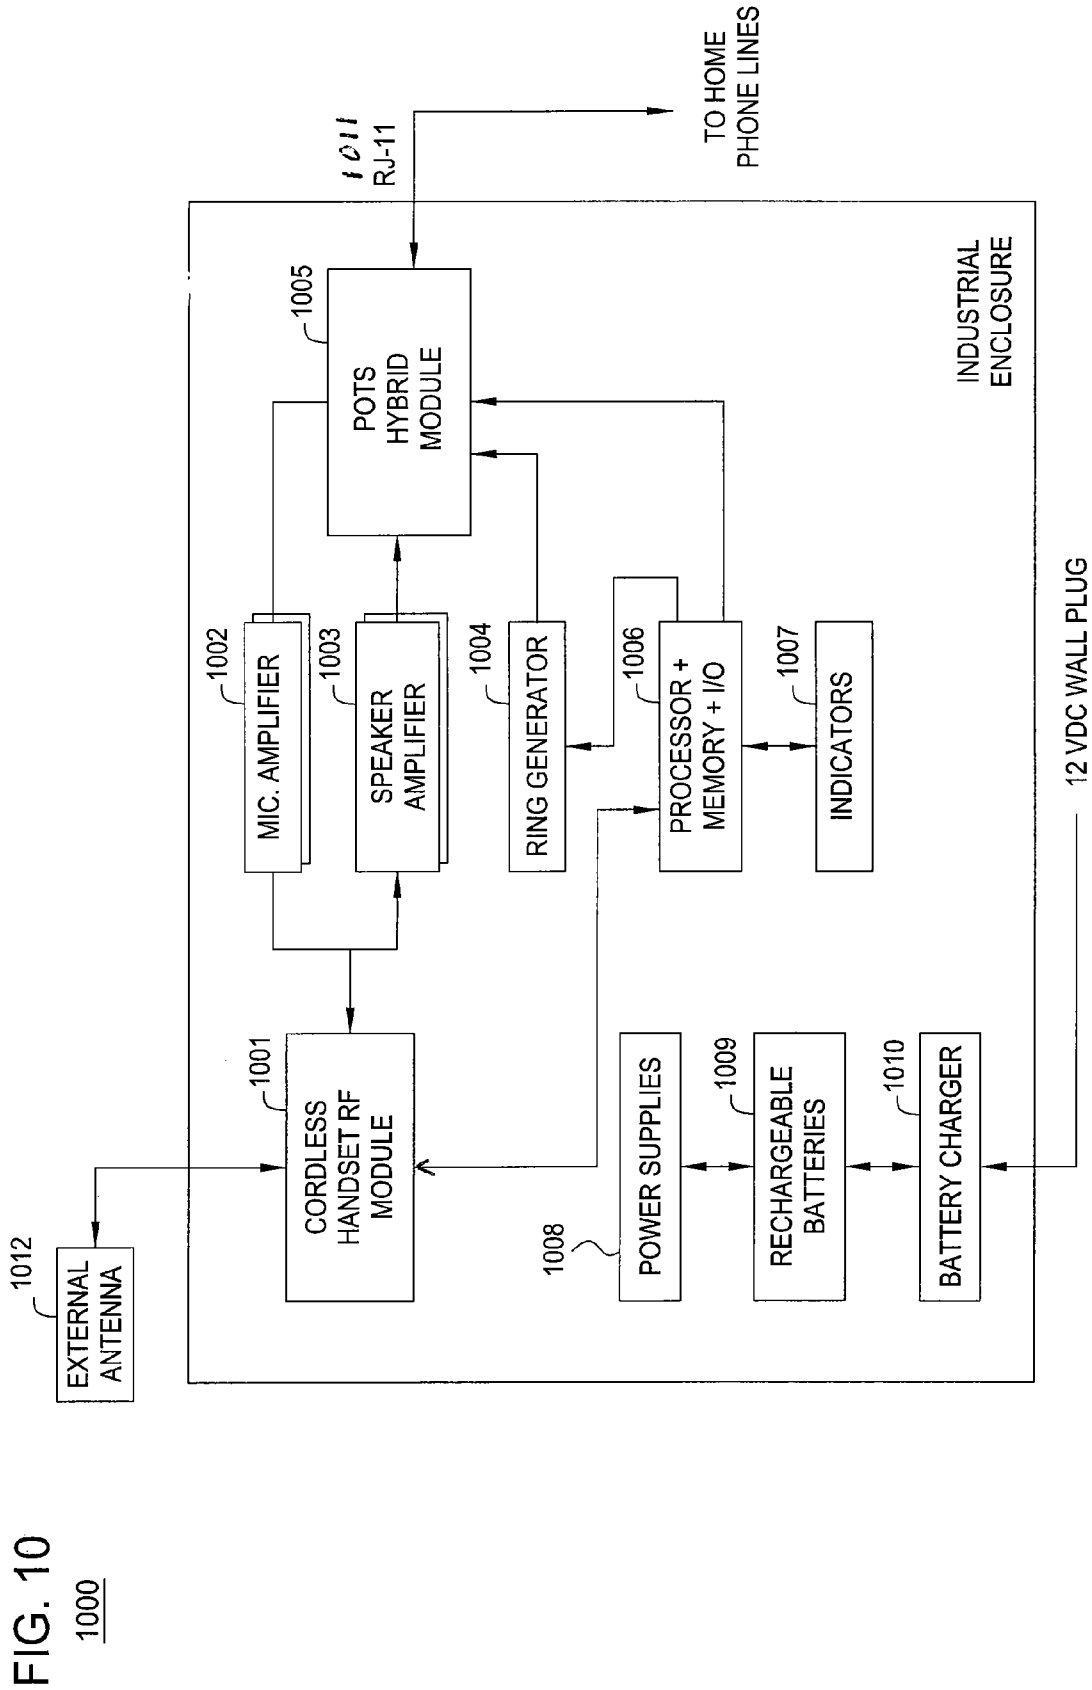 FIG. 10
1000
EXTERNAL
ANTENNA
1012
CORDLESS
HANDSET RF
MODULE
1001
MIC. AMPLIFIER
1002
SPEAKER
AMPLIFIER
1003
RING GENERATOR
1004
POTS
HYBRID
MODULE
1005
1011
RJ-11
TO HOME
PHONE LINES
PROCESSOR +
MEMORY + I/O
1006
INDICATORS
1007
POWER SUPPLIES
1008
RECHARGEABLE
BATTERIES
1009
BATTERY CHARGER
1010
INDUSTRIAL
ENCLOSURE
12 VDC WALL PLUG